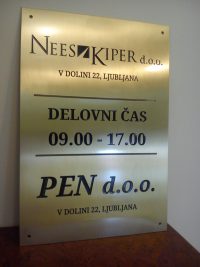 NEES KIPER d.o.o.
V DOLINI 22, LJUBLJANA
DELOVNI ČAS
09.00 - 17.00
PEN d.o.o.
V DOLINI 22, LJUBLJANA